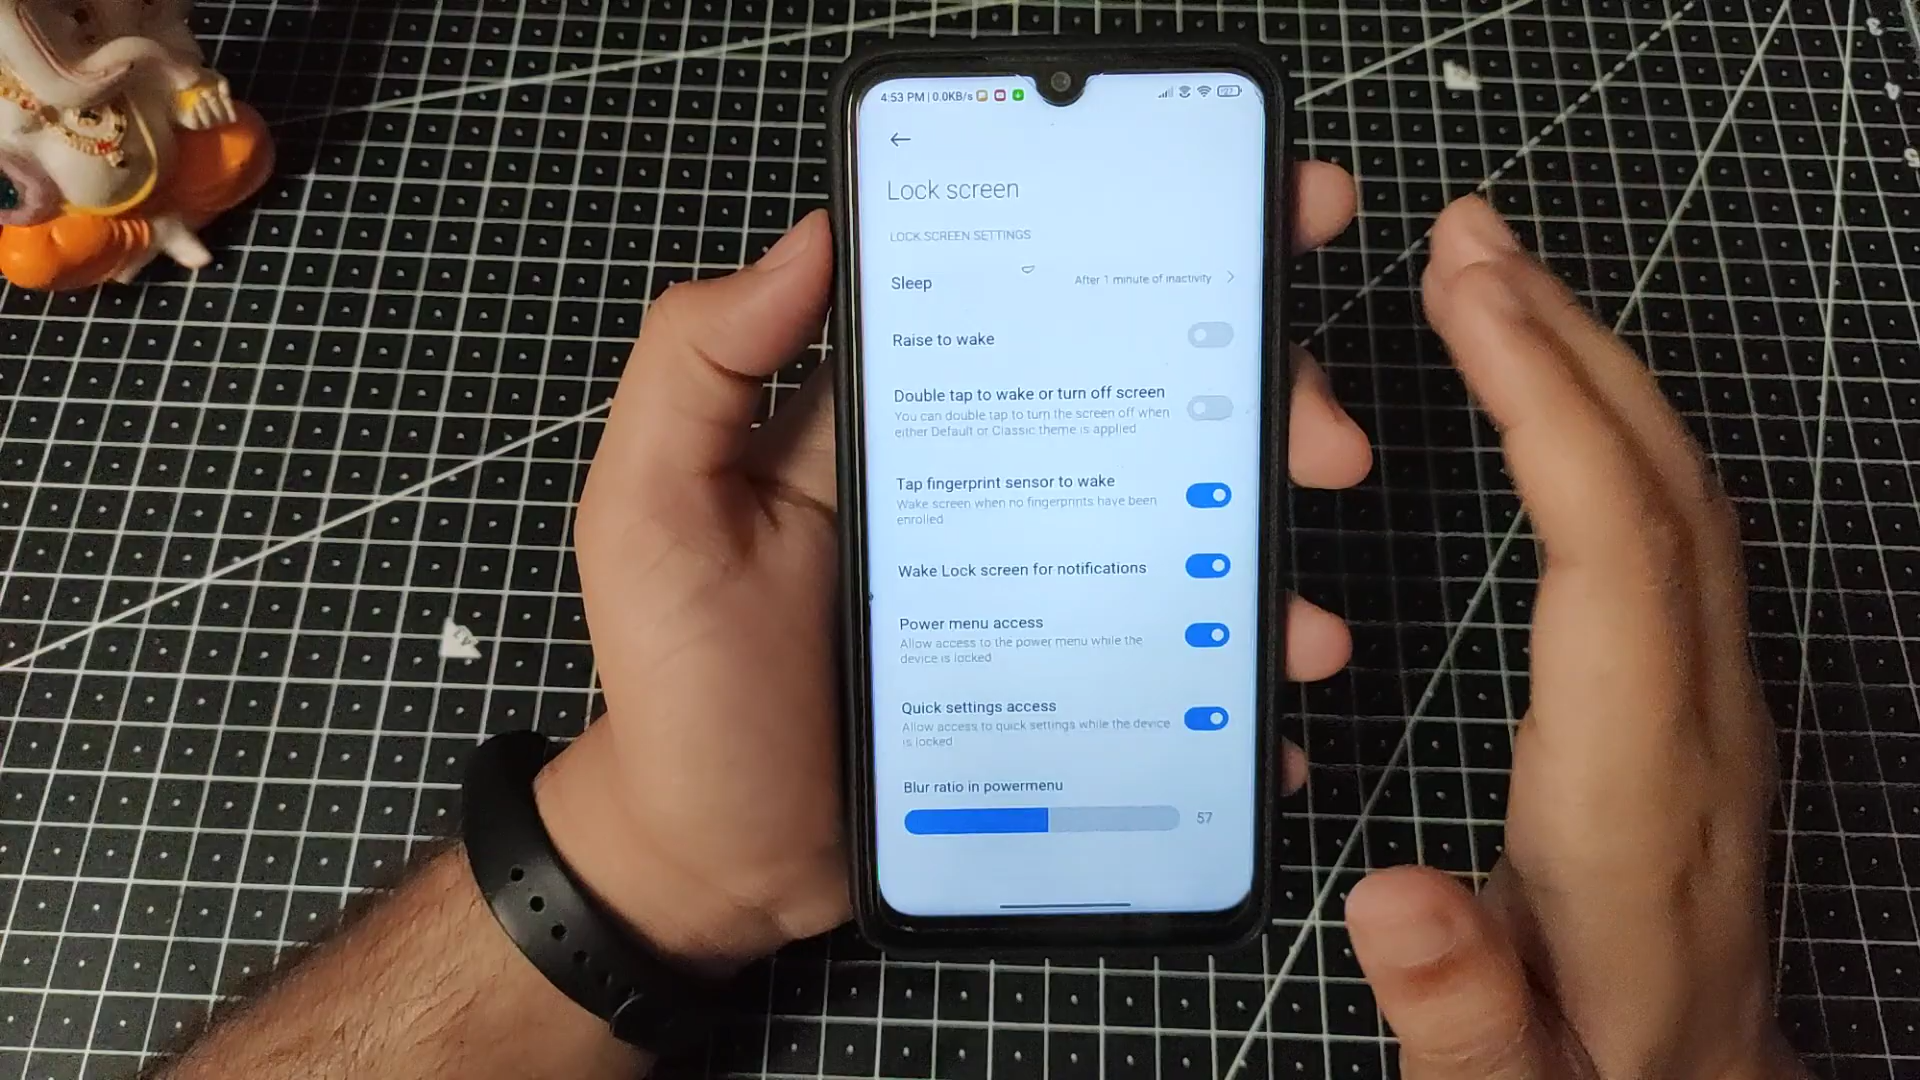 4:53 PM | 0.0KB/s
Lock screen
LOCK SCREEN SETTINGS
Sleep
After 1 minute of inactivity
Raise to wake
Double tap to wake or turn off screen
You can double tap to turn the screen off when
either Default or Classic theme is applied
Tap fingerprint sensor to wake
Wake screen when no fingerprints have been
enrolled
Wake Lock screen for notifications
Power menu access
Allow access to the power menu while the
device is locked
Quick settings access
Allow access to quick settings while the device
is locked
Blur ratio in powermenu
57
A3
3
4
5